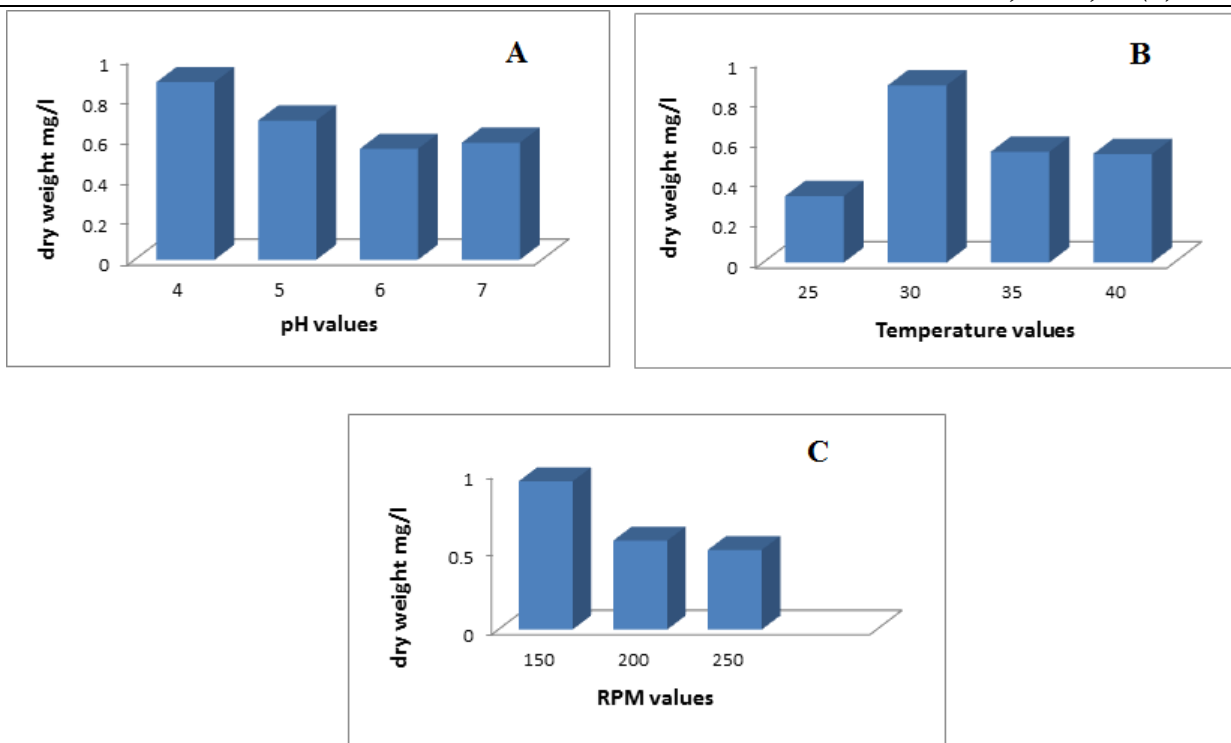 A
dry weight mg/l
1
0.8
0.6
0.4
0.2
0
4 5 6 7
pH values
B
dry weight mg/l
1
0.8
0.6
0.4
0.2
0
25 30 35 40
Temperature values
C
dry weight mg/l
1
0.5
0
150 200 250
RPM values